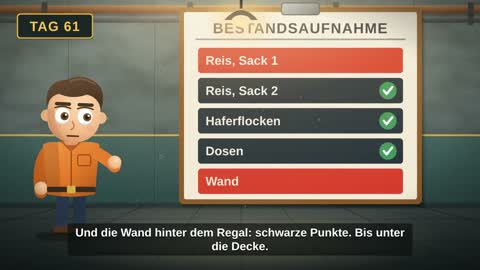 TAG 61
BESTANDSAUFNAHME
Reis, Sack 1
Reis, Sack 2
Haferflocken
Dosen
Wand
Und die Wand hinter dem Regal: schwarze Punkte. Bis unter
die Decke.